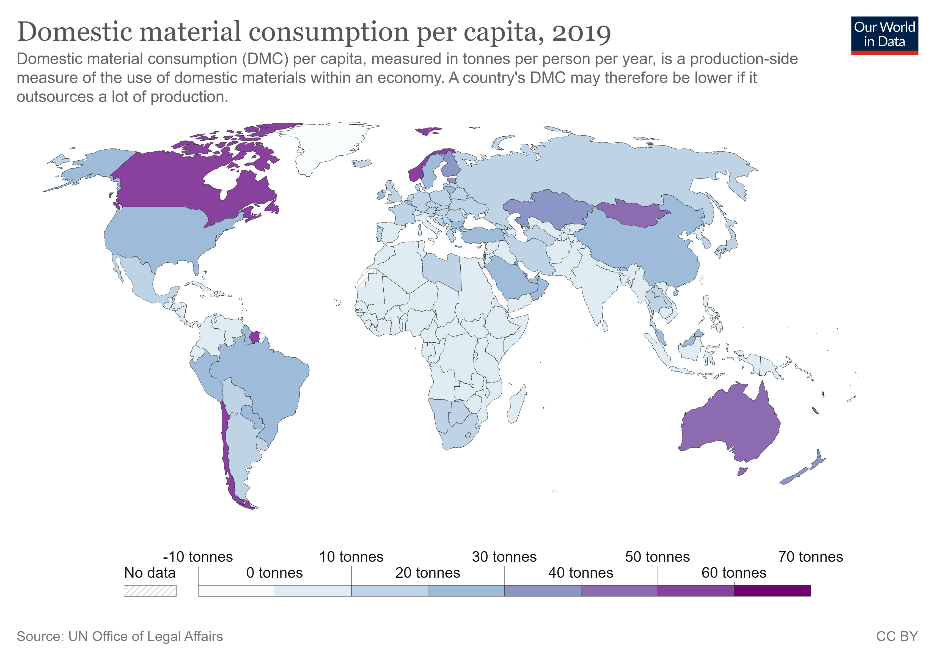 Domestic material consumption per capita, 2019
Our World
in Data
Domestic material consumption (DMC) per capita, measured in tonnes per person per year, is a production-side
measure of the use of domestic materials within an economy. A country's DMC may therefore be lower if it
outsources a lot of production.
-10 tonnes 10 tonnes 30 tonnes 50 tonnes 70 tonnes
No data 0 tonnes 20 tonnes 40 tonnes 60 tonnes
Source: UN Office of Legal Affairs CC BY